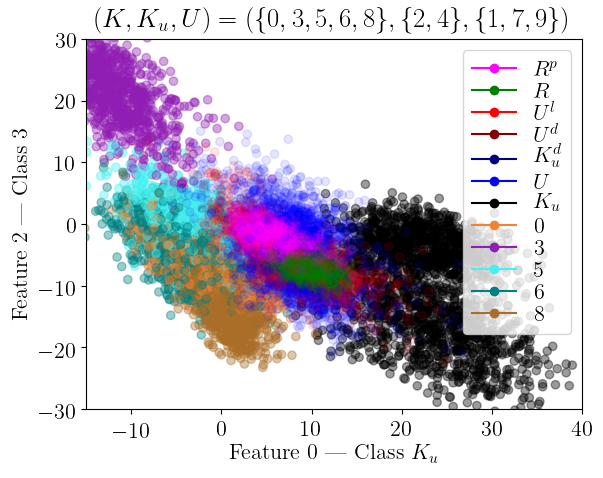 (K, K_u, U) = ({0, 3, 5, 6, 8}, {2, 4}, {1, 7, 9})
30
20
10
0
−10
−20
−30
Feature 2 — Class 3
R^p
R
U^l
U^d
K_u^d
U
K_u
0
3
5
6
8
−10
0
10
20
30
40
Feature 0 — Class K_u